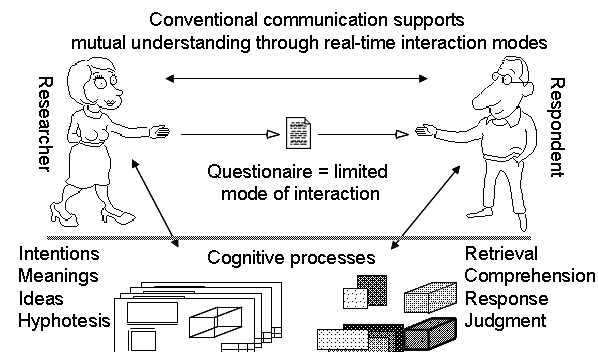 Conventional communication supports
mutual understanding through real-time interaction modes
Researcher
Respondent
Questionaire = limited
mode of interaction
Intentions
Meanings
Ideas
Hyphotesis
Cognitive processes
Retrieval
Comprehension
Response
Judgment